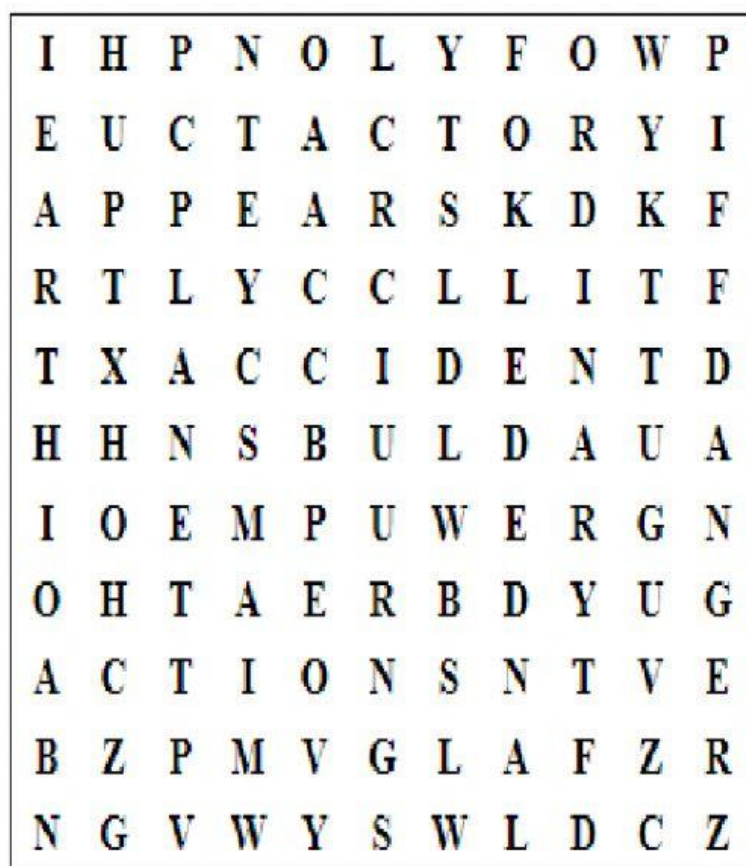 I H P N O L Y F O W P
E U C T A C T O R Y I
A P P E A R S K D K F
R T L Y C C L L I T F
T X A C C I D E N T D
H H N S B U L D A U A
I O E M P U W E R G N
O H T A E R B D Y U G
A C T I O N S N T V E
B Z P M V G L A F Z R
N G V W Y S W L D C Z